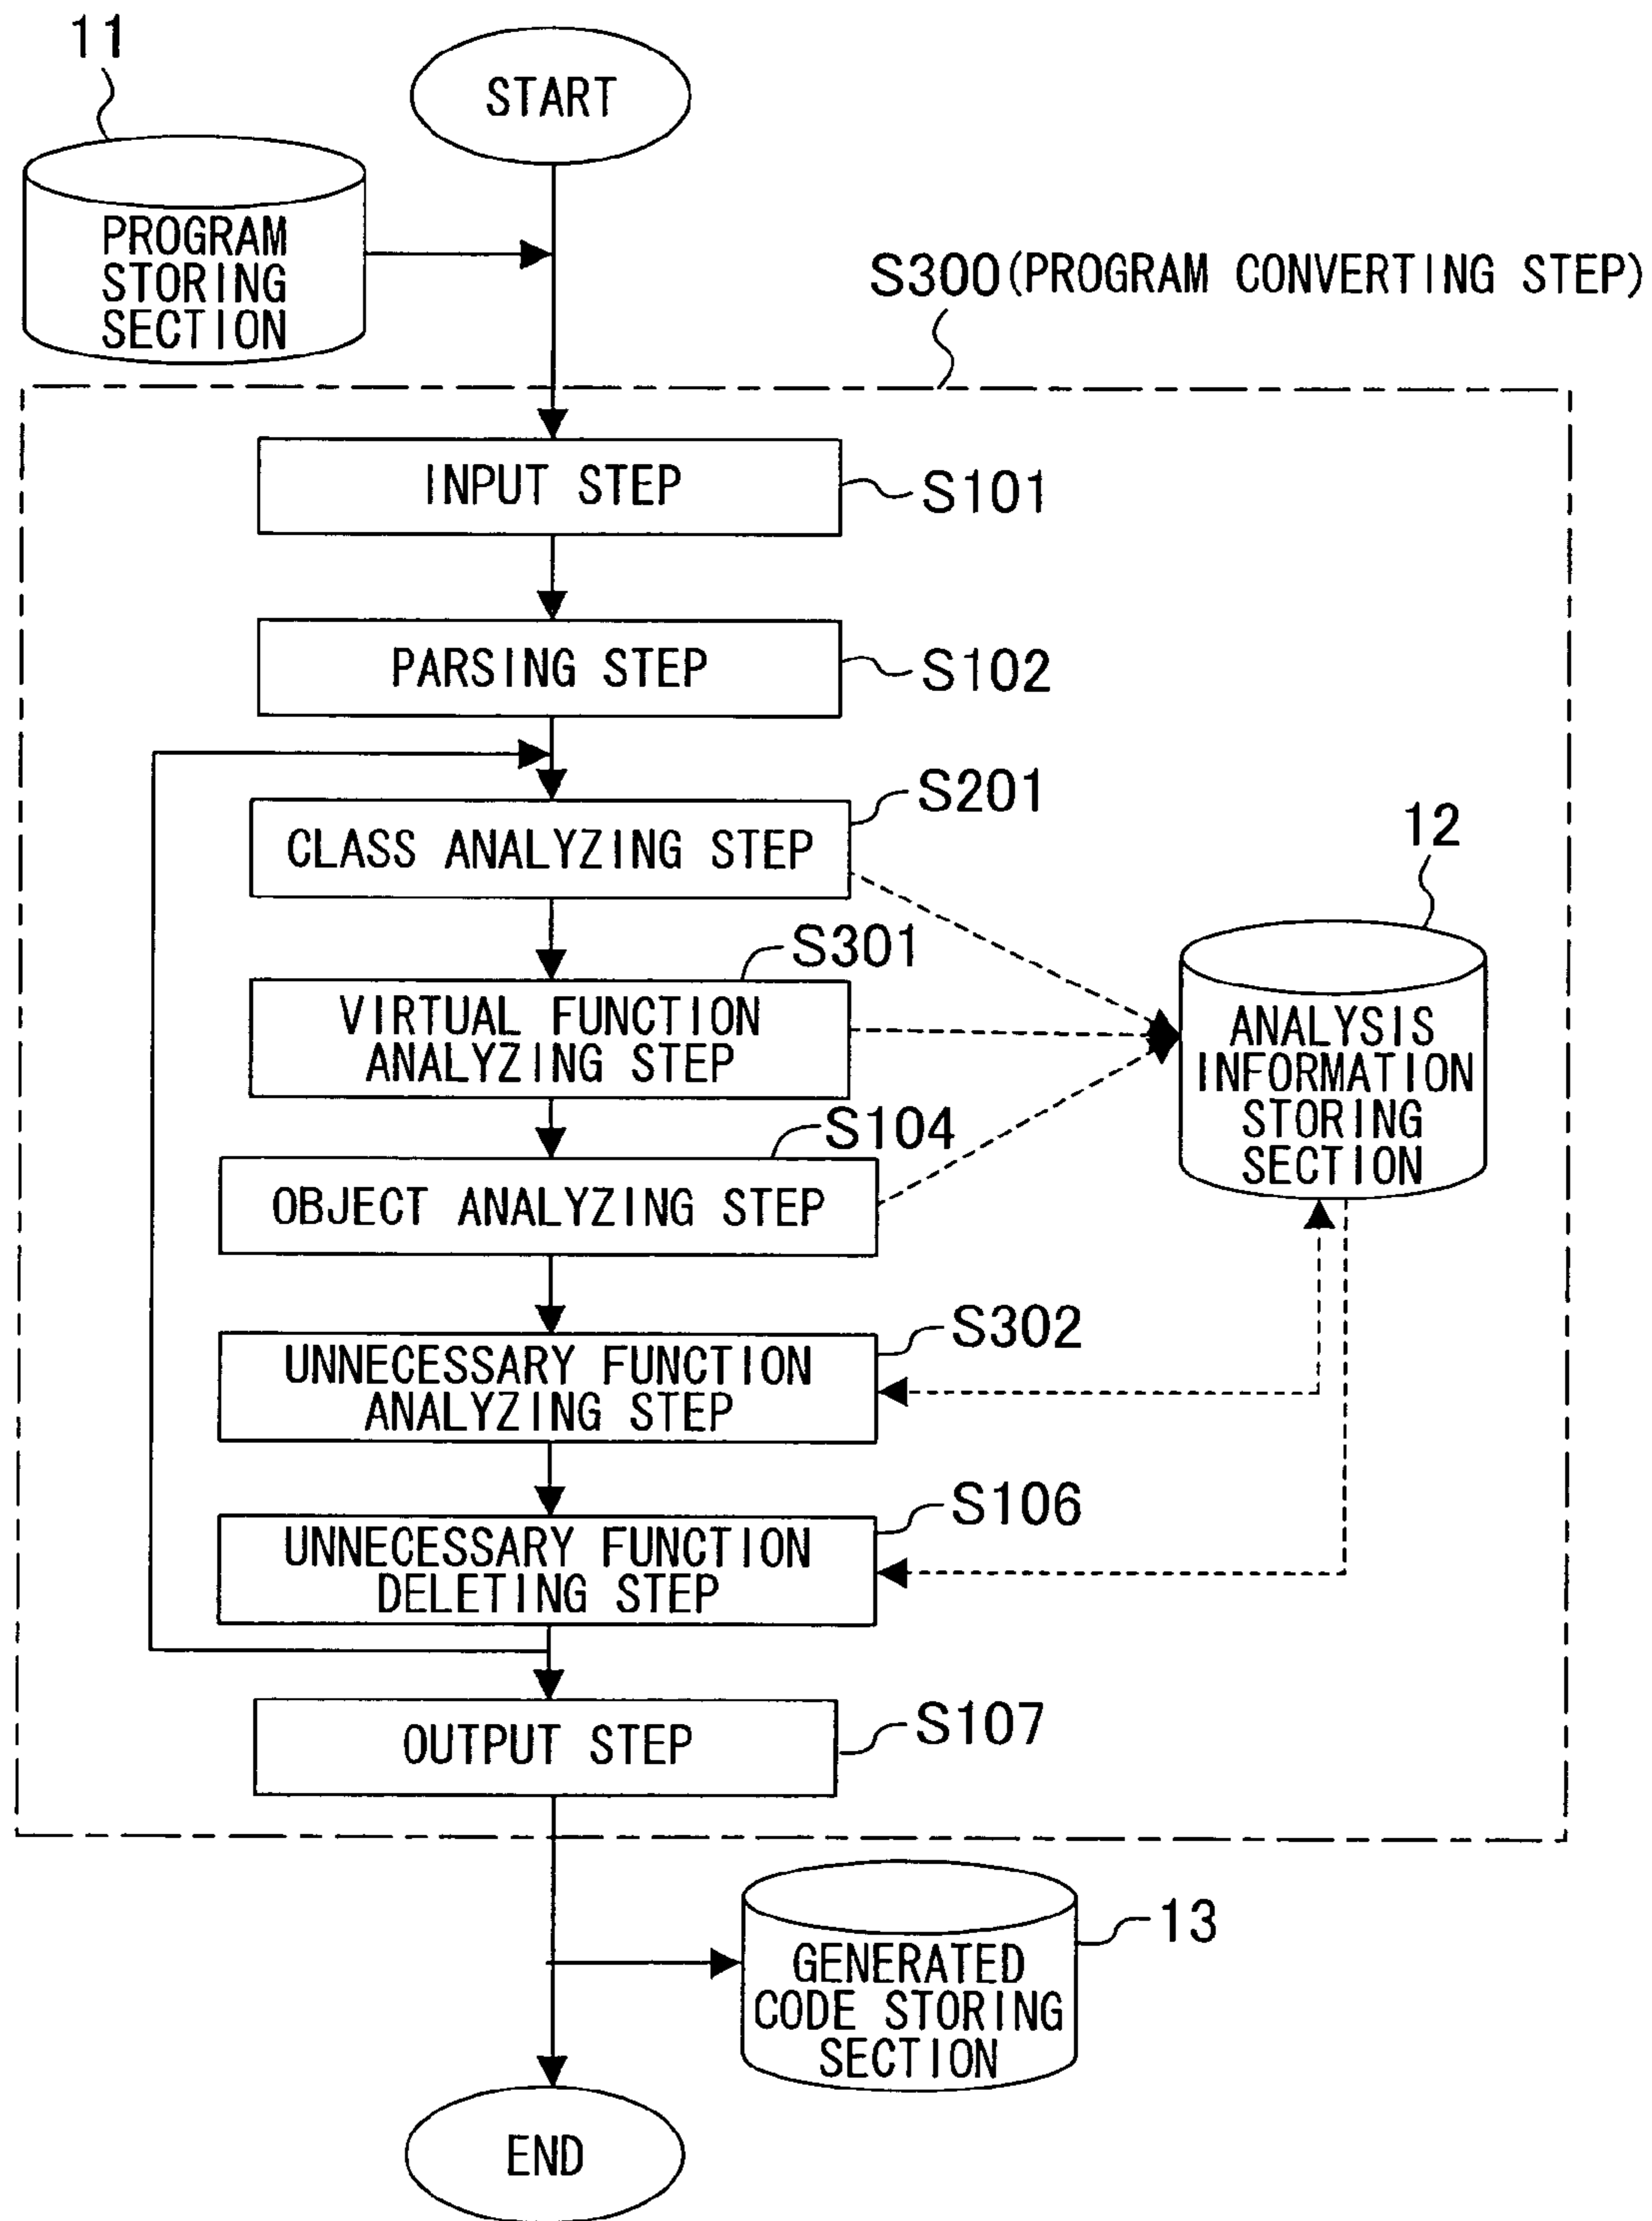 11
START
PROGRAM
STORING
SECTION
S300(PROGRAM CONVERTING STEP)
INPUT STEP
S101
PARSING STEP
S102
CLASS ANALYZING STEP
S201
12
VIRTUAL FUNCTION
ANALYZING STEP
S301
ANALYSIS
INFORMATION
STORING
SECTION
OBJECT ANALYZING STEP
S104
UNNECESSARY FUNCTION
ANALYZING STEP
S302
UNNECESSARY FUNCTION
DELETING STEP
S106
OUTPUT STEP
S107
GENERATED
CODE STORING
SECTION
13
END